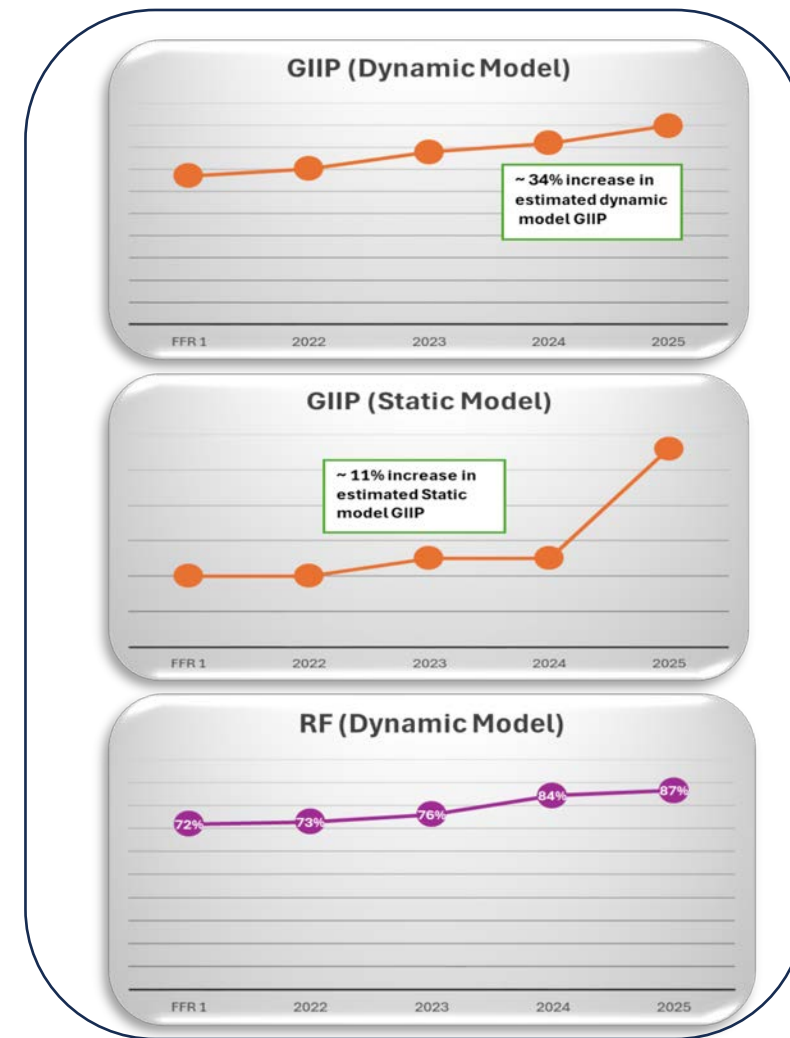 GIIP (Dynamic Model)
~ 34% increase in
estimated dynamic
model GIIP
FFR 1 2022 2023 2024 2025
GIIP (Static Model)
~ 11% increase in
estimated Static
model GIIP
FFR 1 2022 2023 2024 2025
RF (Dynamic Model)
72% 73% 76% 84% 87%
FFR 1 2022 2023 2024 2025